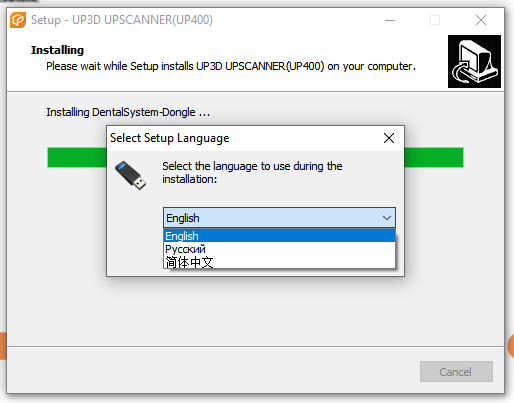 Setup - UP3D UPSCANNER(UP400)
Installing
Please wait while Setup installs UP3D UPSCANNER(UP400) on your computer.
Installing DentalSystem-Dongle ...
Select Setup Language
Select the language to use during the
installation:
English
English
Русский
简体中文
Cancel